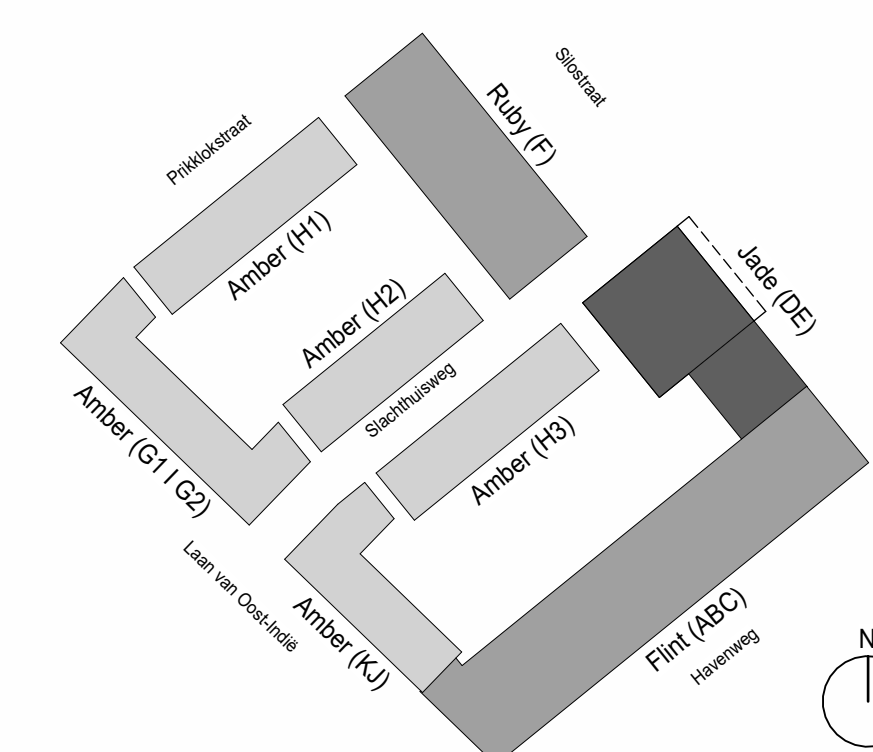 Silostraat
Ruby (F)
Prikklokstraat
Amber (H1)
Jade (DE)
Amber (H2)
Slachthuisweg
Amber (H3)
Amber (G1 I G2)
Laan van Oost-Indië
Amber (KJ)
Flint (ABC)
Havenweg
N